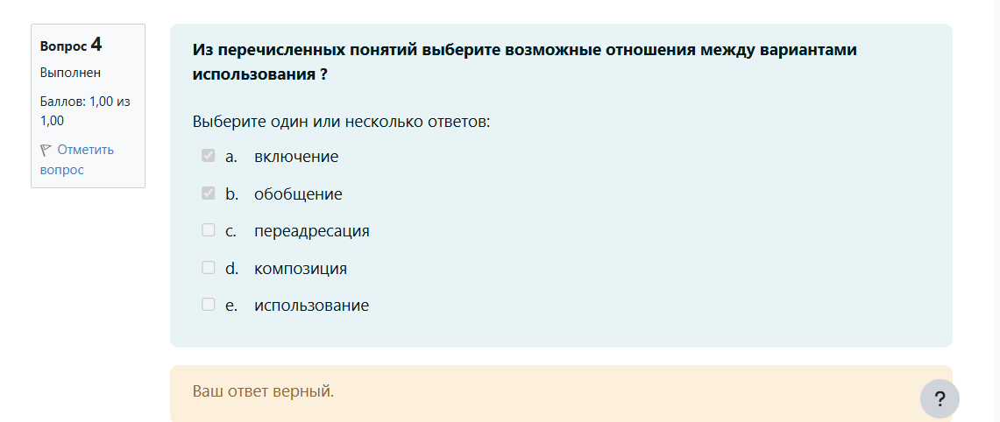 Вопрос 4
Выполнен
Баллов: 1,00 из
1,00
Отметить
вопрос
Из перечисленных понятий выберите возможные отношения между вариантами
использования ?
Выберите один или несколько ответов:
a. включение
b. обобщение
c. переадресация
d. композиция
e. использование
Ваш ответ верный.
?